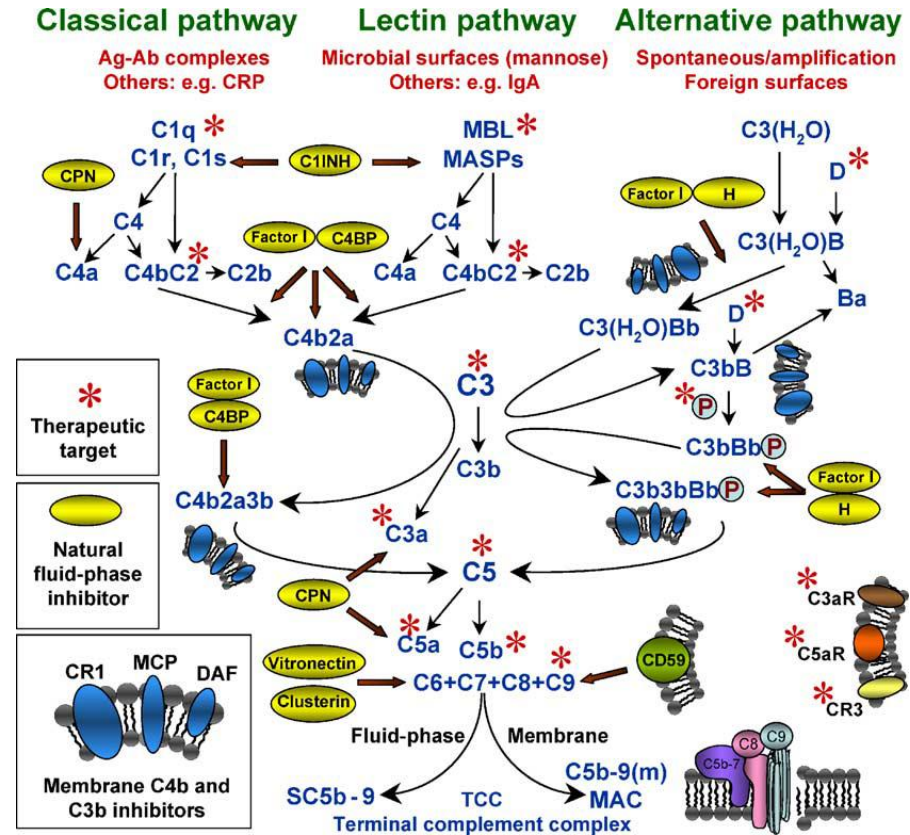 Classical pathway
Lectin pathway
Alternative pathway
Ag-Ab complexes
Others: e.g. CRP
Microbial surfaces (mannose)
Others: e.g. IgA
Spontaneous/amplification
Foreign surfaces
C1q *
C1r, C1s
C1INH
MBL *
MASPs
C3(H₂O)
D *
CPN
C4
Factor I
C4BP
C4
Factor I
H
C4a
C4bC2 *
C2b
C4a
C4bC2 *
C2b
C3(H₂O)B
Ba
C4b2a
C3(H₂O)Bb
D *
C3bB
* P
*
Therapeutic
target
Factor I
C4BP
*
C3
C3b
C3bBb P
C4b2a3b
C3b3bBb P
Factor I
H
Natural
fluid-phase
inhibitor
* C3a
*
C5
CPN
* C5a
C5b *
CD59
* C3aR
* C5aR
* CR3
CR1
MCP
DAF
Membrane C4b and
C3b inhibitors
Vitronectin
Clusterin
C6+C7+C8+C9 *
Fluid-phase
Membrane
C5b-7
C8
C9
SC5b-9
TCC
C5b-9(m)
MAC
Terminal complement complex